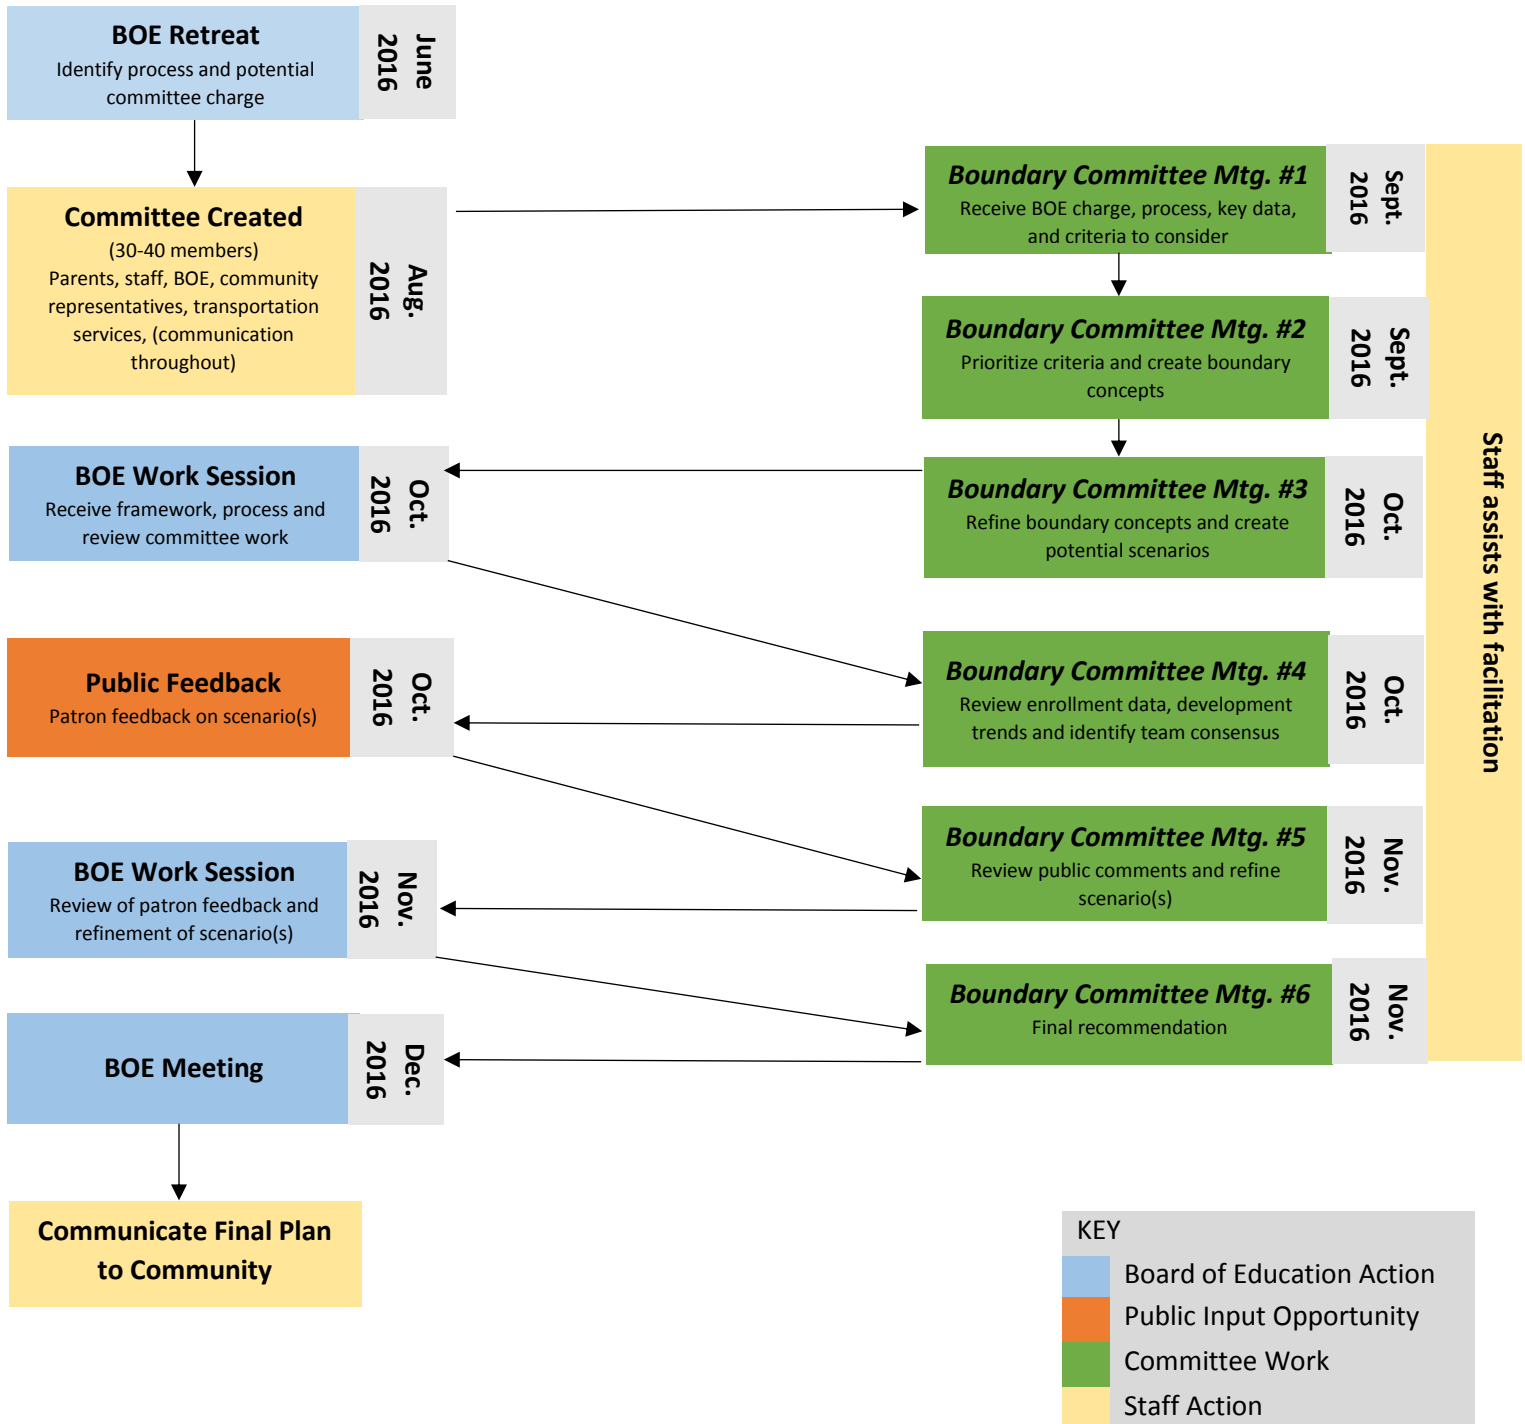 BOE Retreat
Identify process and potential
committee charge
June
2016
Committee Created
(30-40 members)
Parents, staff, BOE, community
representatives, transportation
services, (communication
throughout)
Aug.
2016
Boundary Committee Mtg. #1
Receive BOE charge, process, key data,
and criteria to consider
Sept.
2016
Boundary Committee Mtg. #2
Prioritize criteria and create boundary
concepts
Sept.
2016
Boundary Committee Mtg. #3
Refine boundary concepts and create
potential scenarios
Oct.
2016
BOE Work Session
Receive framework, process and
review committee work
Oct.
2016
Boundary Committee Mtg. #4
Review enrollment data, development
trends and identify team consensus
Oct.
2016
Public Feedback
Patron feedback on scenario(s)
Oct.
2016
Boundary Committee Mtg. #5
Review public comments and refine
scenario(s)
Nov.
2016
BOE Work Session
Review of patron feedback and
refinement of scenario(s)
Nov.
2016
Boundary Committee Mtg. #6
Final recommendation
Nov.
2016
BOE Meeting
Dec.
2016
Communicate Final Plan
to Community
Staff assists with facilitation
KEY
Board of Education Action
Public Input Opportunity
Committee Work
Staff Action